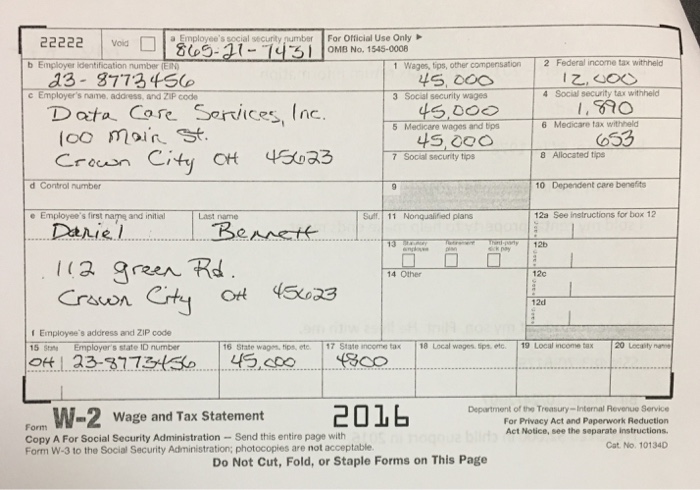 22222
Void
a Employee's social security number
865-21-7431
For Official Use Only ▶
OMB No. 1545-0008
b Employer identification number (EIN)
23-8773456
1 Wages, tips, other compensation
45,000
2 Federal income tax withheld
12,000
c Employer's name, address, and ZIP code
Data Care Services, Inc.
100 Main St.
Crown City OH 45623
3 Social security wages
45,000
4 Social security tax withheld
1,890
5 Medicare wages and tips
45,000
6 Medicare tax withheld
653
7 Social security tips
8 Allocated tips
d Control number
9
10 Dependent care benefits
e Employee's first name and initial
Last name
Suff.
Daniel Bennett
112 green Rd.
Crown City OH 45623
11 Nonqualified plans
12a See instructions for box 12
13
Third-party
12b
14 Other
12c
12d
f Employee's address and ZIP code
15 State Employer's state ID number
OH 23-8773456
16 State wages, tips, etc.
45,000
17 State income tax
4800
18 Local wages, tips, etc.
19 Local income tax
20 Locality name
Form W-2 Wage and Tax Statement
2016
Department of the Treasury-Internal Revenue Service
For Privacy Act and Paperwork Reduction
Act Notice, see the separate instructions.
Copy A For Social Security Administration — Send this entire page with
Form W-3 to the Social Security Administration; photocopies are not acceptable.
Cat. No. 10134D
Do Not Cut, Fold, or Staple Forms on This Page